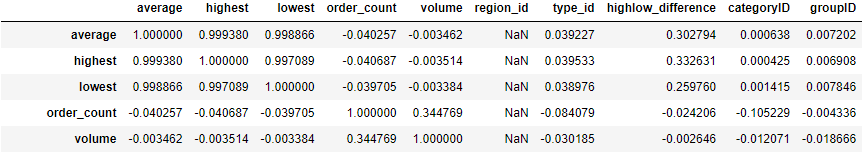 average highest lowest order_count volume region_id type_id highlow_difference categoryID groupID
average 1.000000 0.999380 0.998866 -0.040257 -0.003462 NaN 0.039227 0.302794 0.000638 0.007202
highest 0.999380 1.000000 0.997089 -0.040687 -0.003514 NaN 0.039533 0.332631 0.000425 0.006908
lowest 0.998866 0.997089 1.000000 -0.039705 -0.003384 NaN 0.038976 0.259760 0.001415 0.007846
order_count -0.040257 -0.040687 -0.039705 1.000000 0.344769 NaN -0.084079 -0.024206 -0.105229 -0.004336
volume -0.003462 -0.003514 -0.003384 0.344769 1.000000 NaN -0.030185 -0.002646 -0.012071 -0.018666